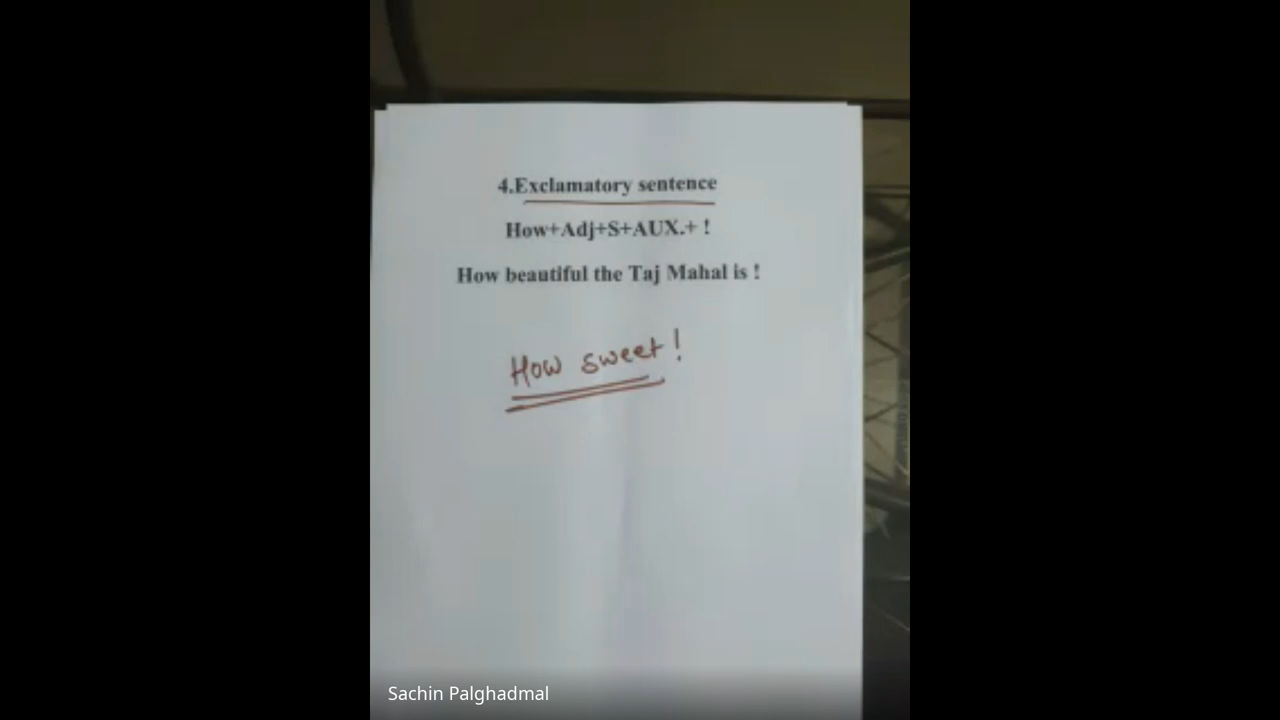 4.Exclamatory sentence
How+Adj+S+AUX.+ !
How beautiful the Taj Mahal is !
How sweet !
Sachin Palghadmal